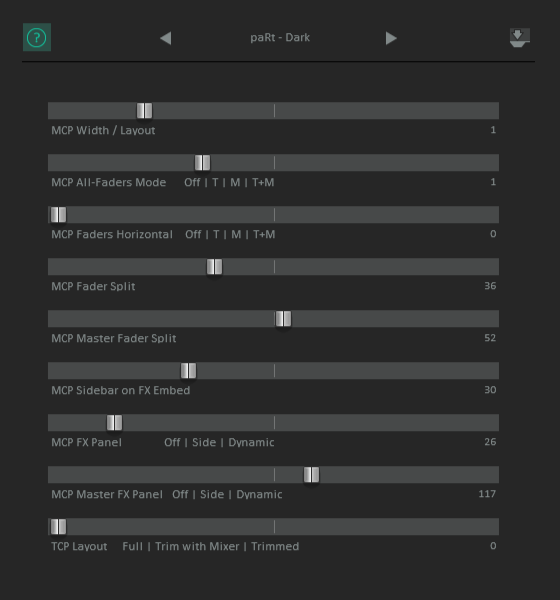 ?
paRt - Dark
MCP Width / Layout 1
MCP All-Faders Mode Off | T | M | T+M 1
MCP Faders Horizontal Off | T | M | T+M 0
MCP Fader Split 36
MCP Master Fader Split 52
MCP Sidebar on FX Embed 30
MCP FX Panel Off | Side | Dynamic 26
MCP Master FX Panel Off | Side | Dynamic 117
TCP Layout Full | Trim with Mixer | Trimmed 0